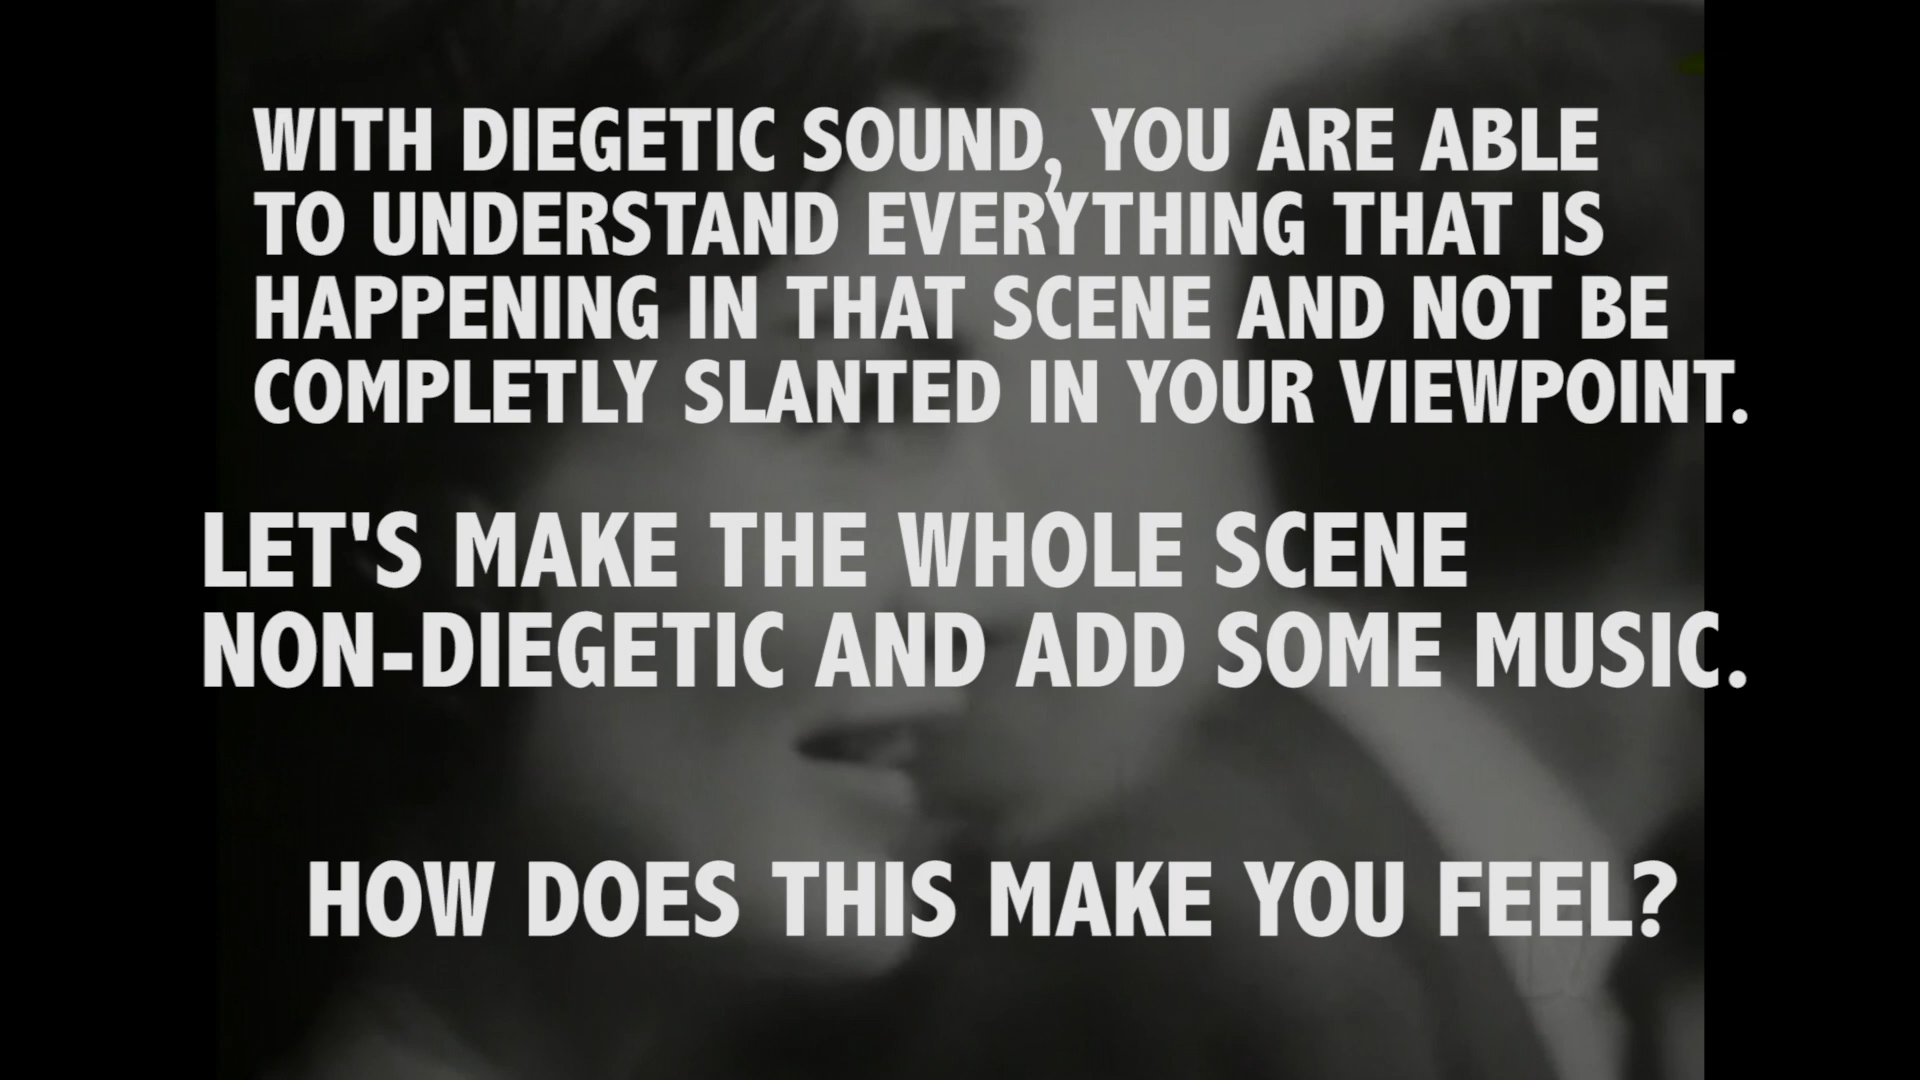 WITH DIEGETIC SOUND, YOU ARE ABLE
TO UNDERSTAND EVERYTHING THAT IS
HAPPENING IN THAT SCENE AND NOT BE
COMPLETLY SLANTED IN YOUR VIEWPOINT.
LET'S MAKE THE WHOLE SCENE
NON-DIEGETIC AND ADD SOME MUSIC.
HOW DOES THIS MAKE YOU FEEL?